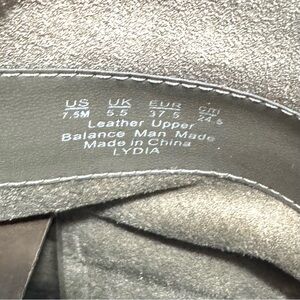 US UK EUR CM
7.5M 5.5 37.5 24.5
Leather Upper
Balance Man Made
Made in China
LYDIA